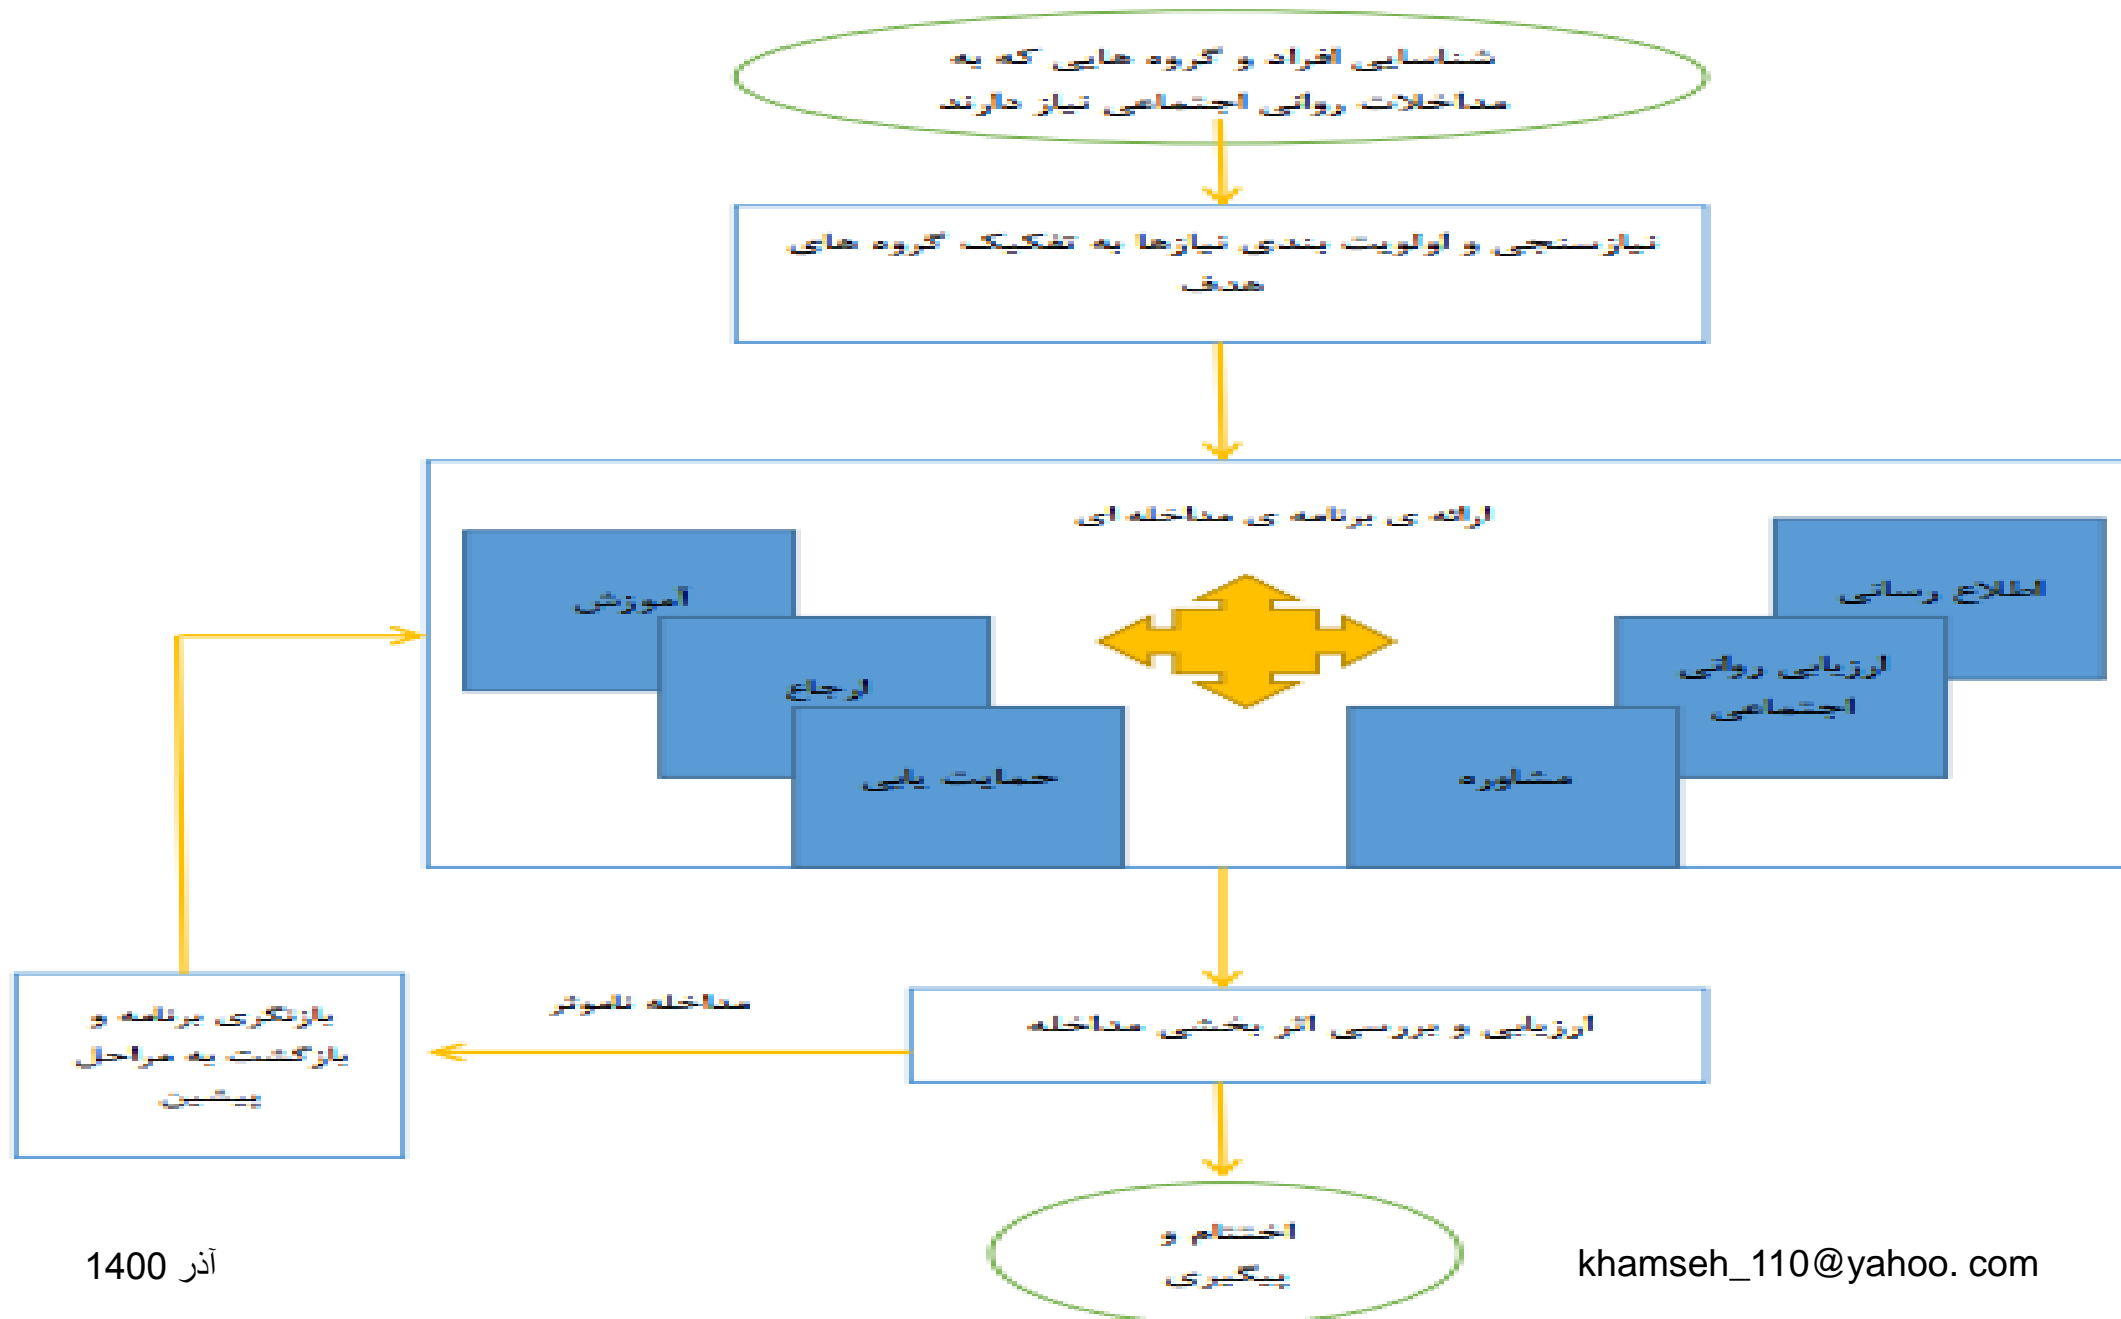 شناسایی افراد و گروه هایی که به
مداخلات روانی اجتماعی نیاز دارند
نیازسنجی و اولویت بندی نیازها به تفکیک گروه های
هدف
ارائه ی برنامه ی مداخله ای
اطلاع رسانی
آموزش
ارزیابی روانی
اجتماعی
ارجاع
مشاوره
حمایت یابی
ارزیابی و بررسی اثر بخشی مداخله
مداخله ناموثر
بازنگری برنامه و
بازگشت به مراحل
پیشین
اختتام و
پیگیری
khamseh_110@yahoo. com
آذر 1400